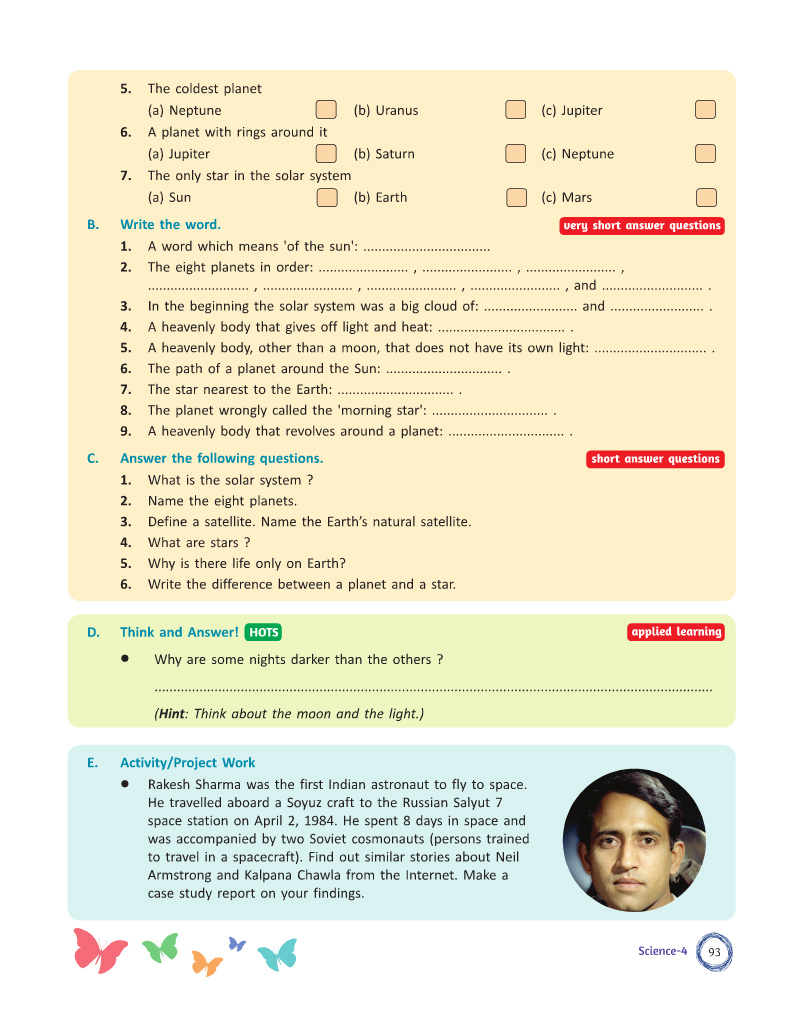 5. The coldest planet
(a) Neptune (b) Uranus (c) Jupiter
6. A planet with rings around it
(a) Jupiter (b) Saturn (c) Neptune
7. The only star in the solar system
(a) Sun (b) Earth (c) Mars
B. Write the word. very short answer questions
1. A word which means 'of the sun': ..................................
2. The eight planets in order: ........................ , ........................ , ........................ ,
........................... , ........................ , ........................ , ........................ , and ........................... .
3. In the beginning the solar system was a big cloud of: ......................... and ......................... .
4. A heavenly body that gives off light and heat: .................................. .
5. A heavenly body, other than a moon, that does not have its own light: .............................. .
6. The path of a planet around the Sun: ............................... .
7. The star nearest to the Earth: ............................... .
8. The planet wrongly called the 'morning star': ............................... .
9. A heavenly body that revolves around a planet: ............................... .
C. Answer the following questions. short answer questions
1. What is the solar system ?
2. Name the eight planets.
3. Define a satellite. Name the Earth’s natural satellite.
4. What are stars ?
5. Why is there life only on Earth?
6. Write the difference between a planet and a star.
D. Think and Answer! HOTS applied learning
● Why are some nights darker than the others ?
.....................................................................................................................................................
(Hint: Think about the moon and the light.)
E. Activity/Project Work
● Rakesh Sharma was the first Indian astronaut to fly to space.
He travelled aboard a Soyuz craft to the Russian Salyut 7
space station on April 2, 1984. He spent 8 days in space and
was accompanied by two Soviet cosmonauts (persons trained
to travel in a spacecraft). Find out similar stories about Neil
Armstrong and Kalpana Chawla from the Internet. Make a
case study report on your findings.
Science-4 93